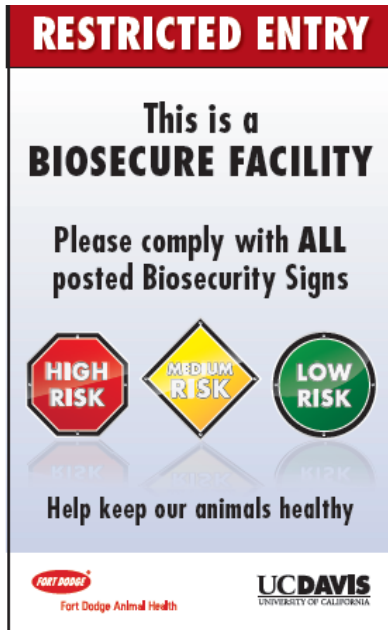 RESTRICTED ENTRY
This is a
BIOSECURE FACILITY
Please comply with ALL
posted Biosecurity Signs
HIGH
RISK
MEDIUM
RISK
LOW
RISK
Help keep our animals healthy
FORT DODGE
Fort Dodge Animal Health
UCDAVIS
UNIVERSITY OF CALIFORNIA